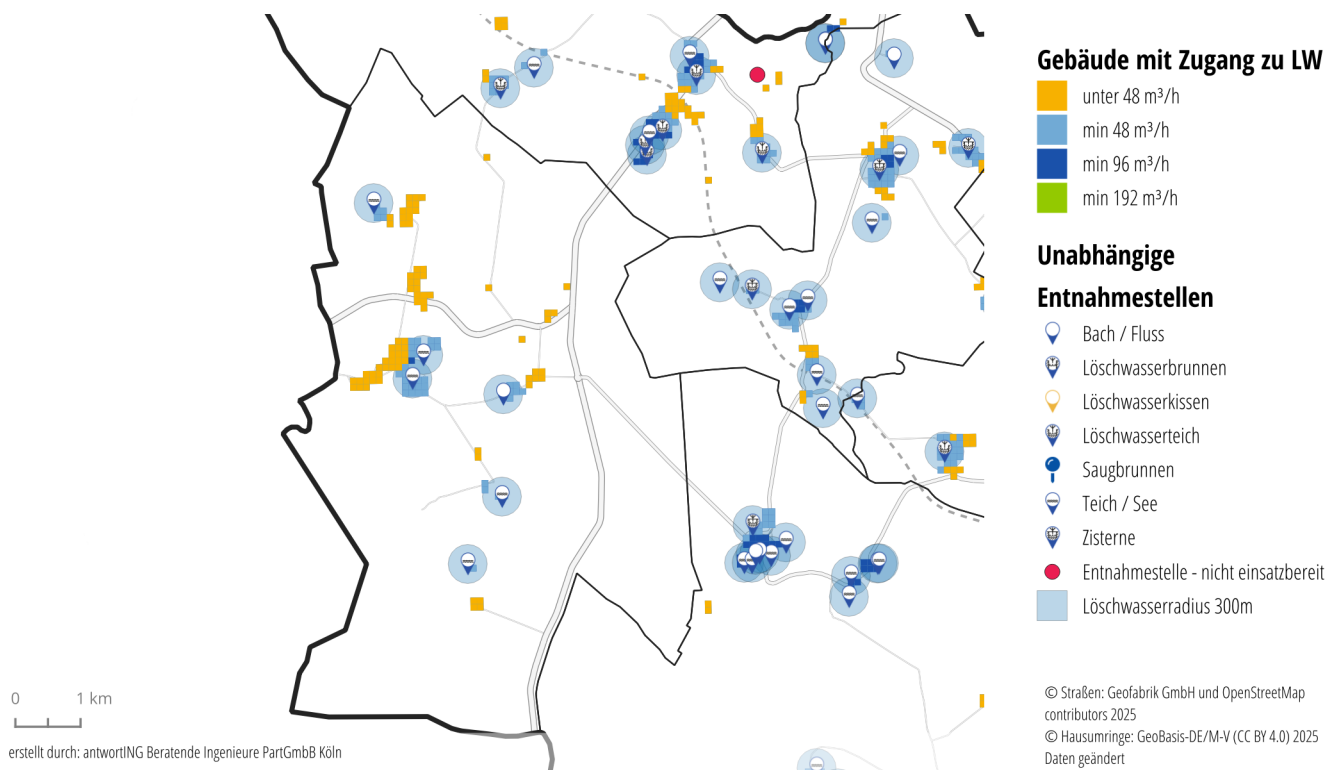 Gebäude mit Zugang zu LW
unter 48 m³/h
min 48 m³/h
min 96 m³/h
min 192 m³/h
Unabhängige
Entnahmestellen
Bach / Fluss
Löschwasserbrunnen
Löschwasserkissen
Löschwasserteich
Saugbrunnen
Teich / See
Zisterne
Entnahmestelle - nicht einsatzbereit
Löschwasserradius 300m
0 1 km
erstellt durch: antwortING Beratende Ingenieure PartGmbB Köln
© Straßen: Geofabrik GmbH und OpenStreetMap
contributors 2025
© Hausumringe: GeoBasis-DE/M-V (CC BY 4.0) 2025
Daten geändert